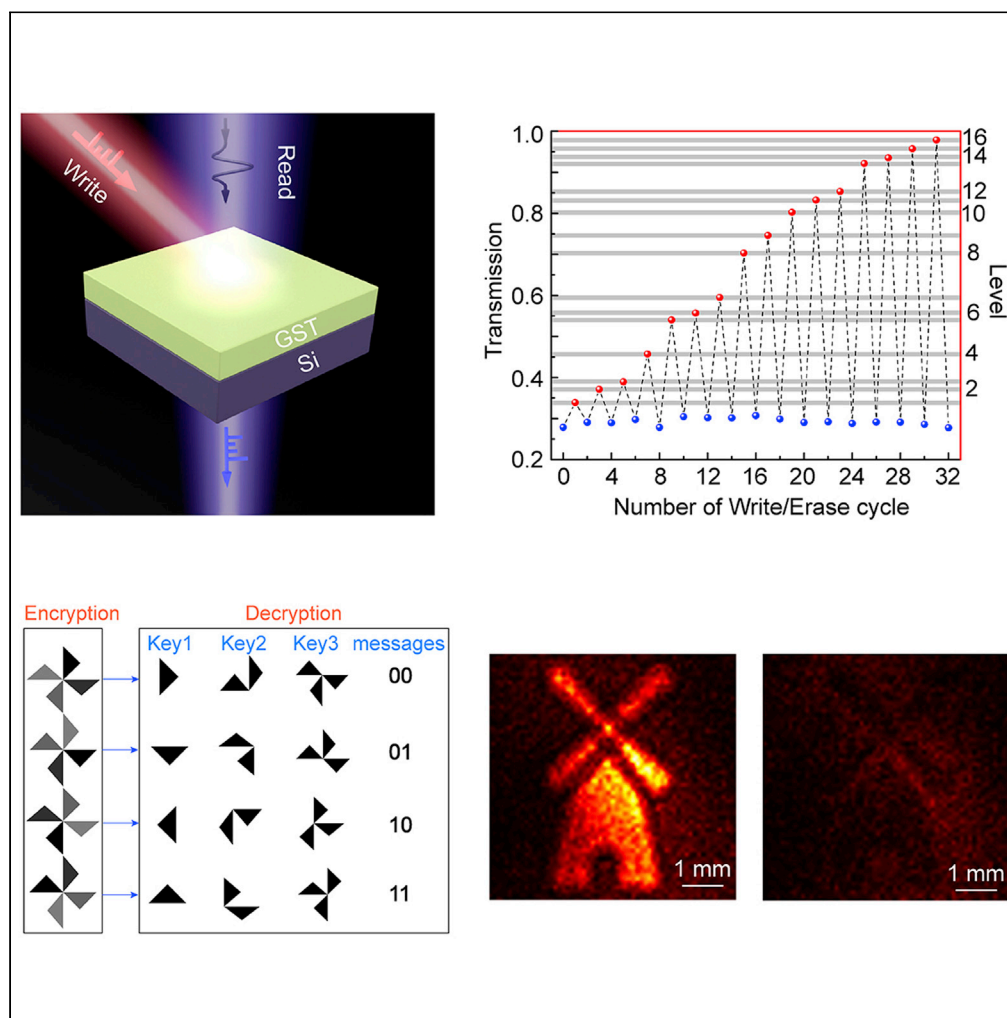 Write
Read
GST
Si
1.0
0.8
0.6
0.4
0.2
Transmission
16
14
12
10
8
6
4
2
Level
0 4 8 12 16 20 24 28 32
Number of Write/Erase cycle
Encryption
Decryption
Key1 Key2 Key3 messages
00
01
10
11
1 mm
1 mm